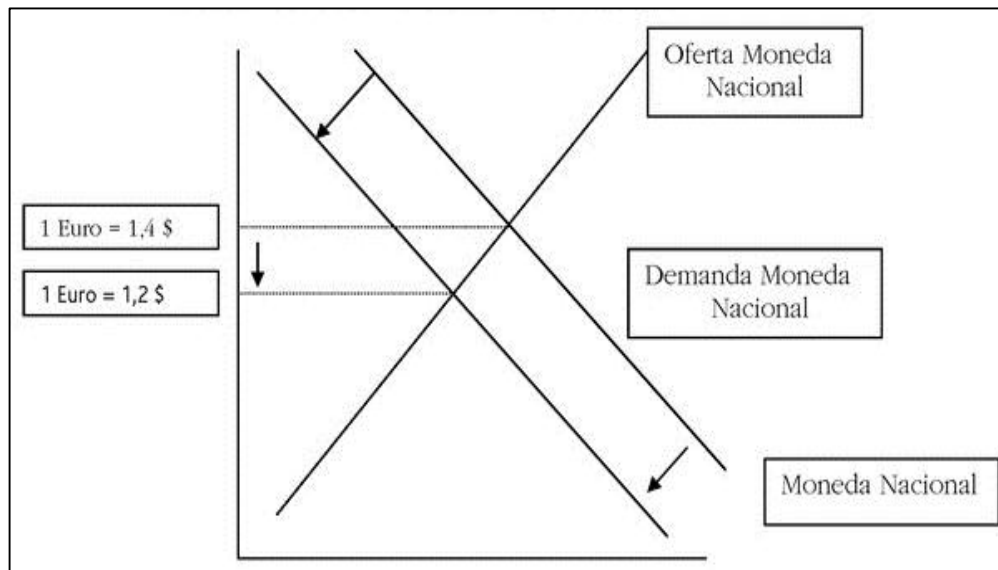 Oferta Moneda
Nacional
1 Euro = 1,4 $
1 Euro = 1,2 $
Demanda Moneda
Nacional
Moneda Nacional